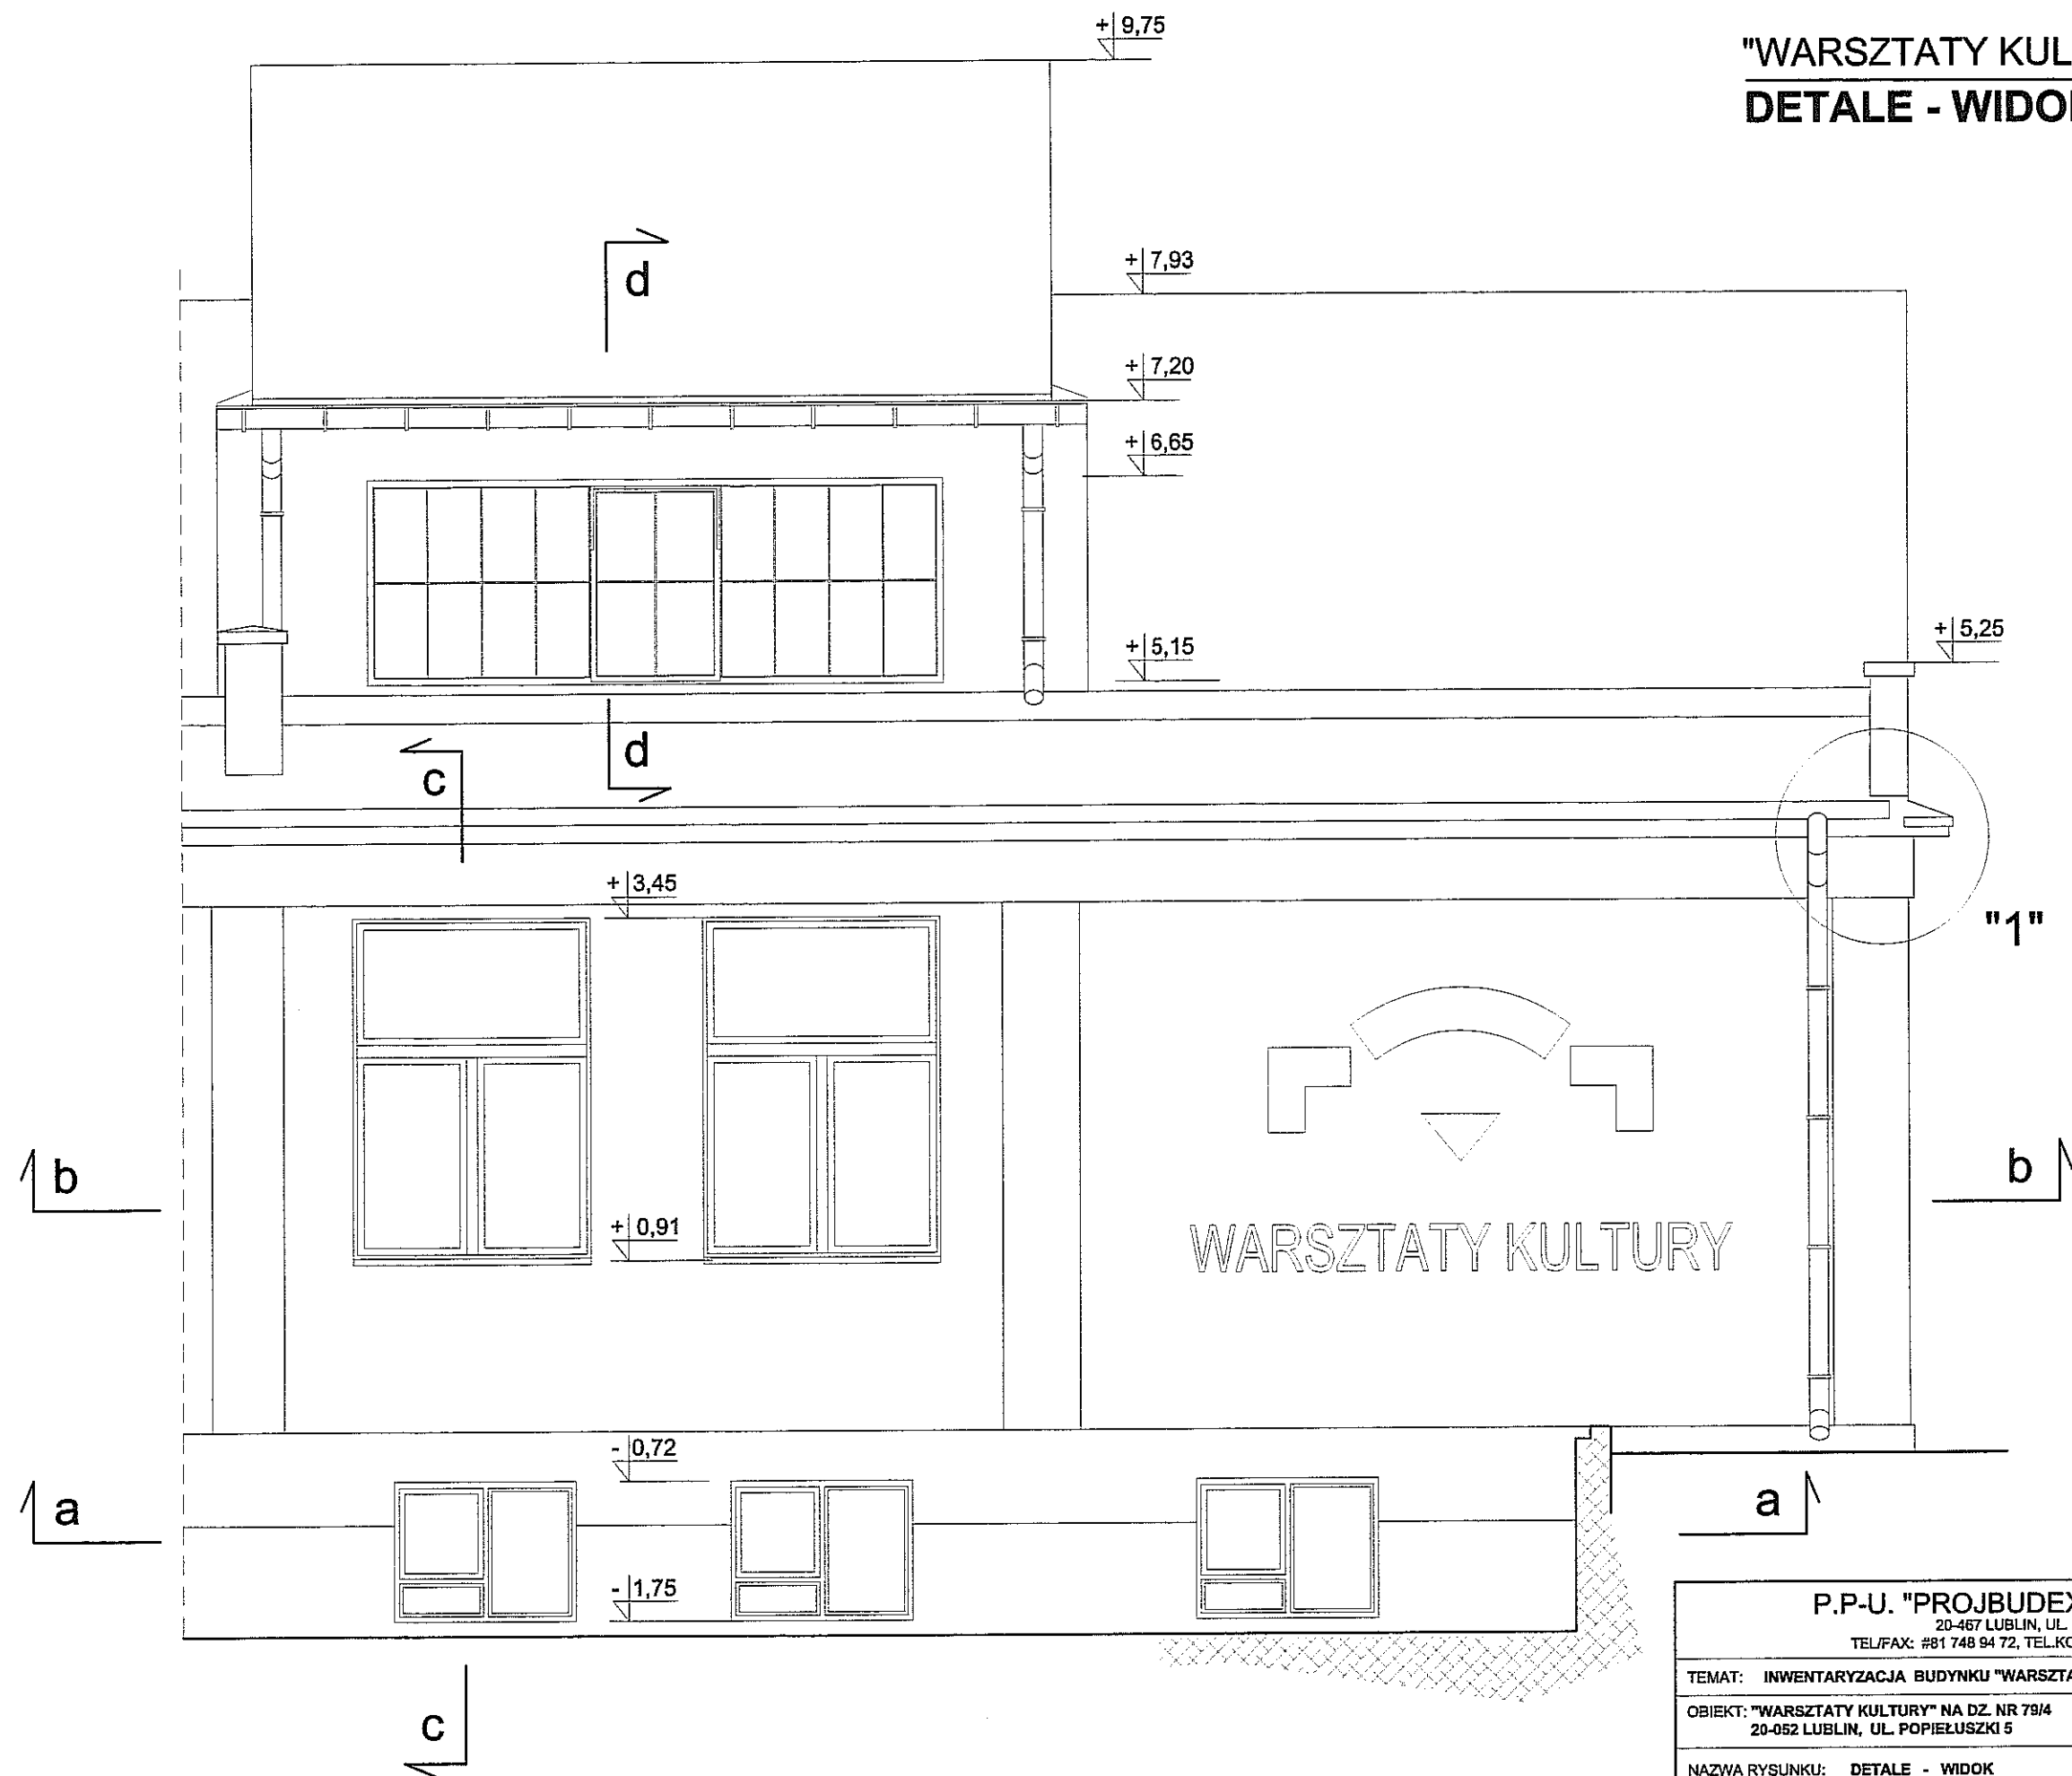 + 9,75
"WARSZTATY KUL
DETALE - WIDO
d
+ 7,93
+ 7,20
+ 6,65
+ 5,15
+ 5,25
d
c
+ 3,45
"1"
b
b
+ 0,91
WARSZTATY KULTURY
- 0,72
a
a
- 1,75
c
P.P-U. "PROJBUDEX
20-467 LUBLIN, UL.
TEL/FAX: #81 748 94 72, TEL.KO
TEMAT: INWENTARYZACJA BUDYNKU "WARSZTA
OBIEKT: "WARSZTATY KULTURY" NA DZ. NR 79/4
20-052 LUBLIN, UL. POPIEŁUSZKI 5
NAZWA RYSUNKU: DETALE - WIDOK